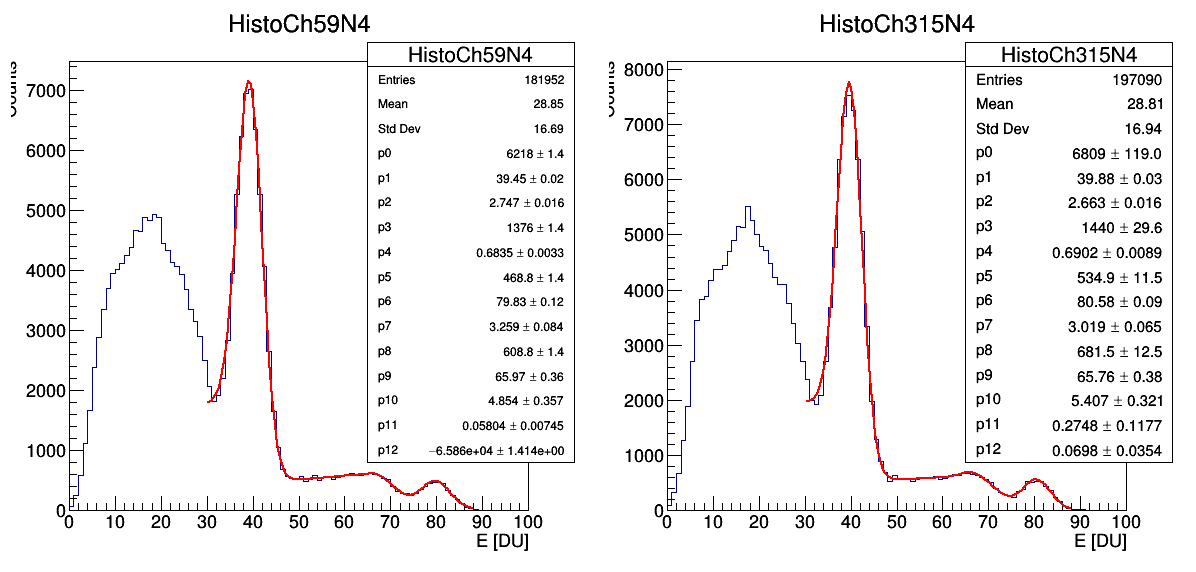 HistoCh59N4
HistoCh59N4
Entries 181952
Mean 28.85
Std Dev 16.69
p0 6218 ± 1.4
p1 39.45 ± 0.02
p2 2.747 ± 0.016
p3 1376 ± 1.4
p4 0.6835 ± 0.0033
p5 468.8 ± 1.4
p6 79.83 ± 0.12
p7 3.259 ± 0.084
p8 608.8 ± 1.4
p9 65.97 ± 0.36
p10 4.854 ± 0.357
p11 0.05804 ± 0.00745
p12 −6.586e+04 ± 1.414e+00
7000
6000
5000
4000
3000
2000
1000
0
0 10 20 30 40 50 60 70 80 90 100
E [DU]
HistoCh315N4
HistoCh315N4
Entries 197090
Mean 28.81
Std Dev 16.94
p0 6809 ± 119.0
p1 39.88 ± 0.03
p2 2.663 ± 0.016
p3 1440 ± 29.6
p4 0.6902 ± 0.0089
p5 534.9 ± 11.5
p6 80.58 ± 0.09
p7 3.019 ± 0.065
p8 681.5 ± 12.5
p9 65.76 ± 0.38
p10 5.407 ± 0.321
p11 0.2748 ± 0.1177
p12 0.0698 ± 0.0354
8000
7000
6000
5000
4000
3000
2000
1000
0
0 10 20 30 40 50 60 70 80 90 100
E [DU]